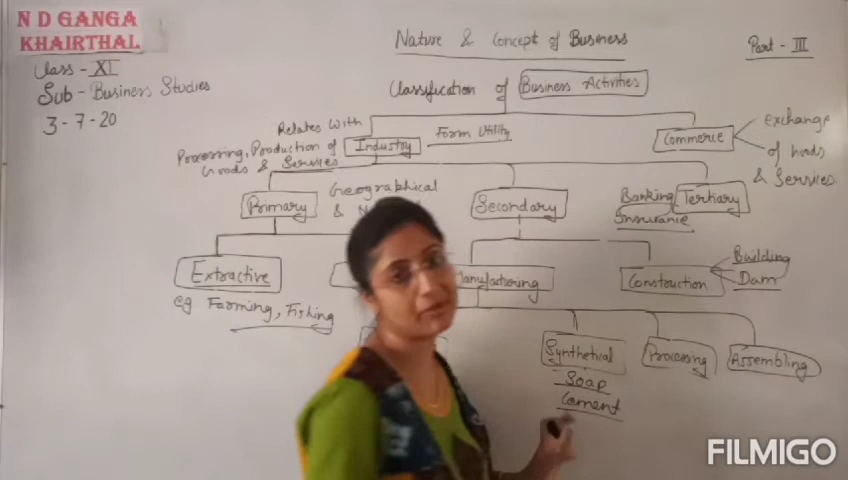 N D GANGA
KHAIRTHAL
Class - XI
Sub - Business Studies
3-7-20
Nature & Concept of Business
Part - III
Classification of Business Activities
Relates With
Processing, Production of
Goods & Services
Industry
Form Utility
Commerce
exchange
of
& Services
Primary
Geographical
&
Secondary
Banking
Insurance
Tertiary
Extractive
eg Farming, Fishing
Manufacturing
Construction
Building
Dam
Synthetical
Soap
Cement
Processing
Assembling
FILMIGO